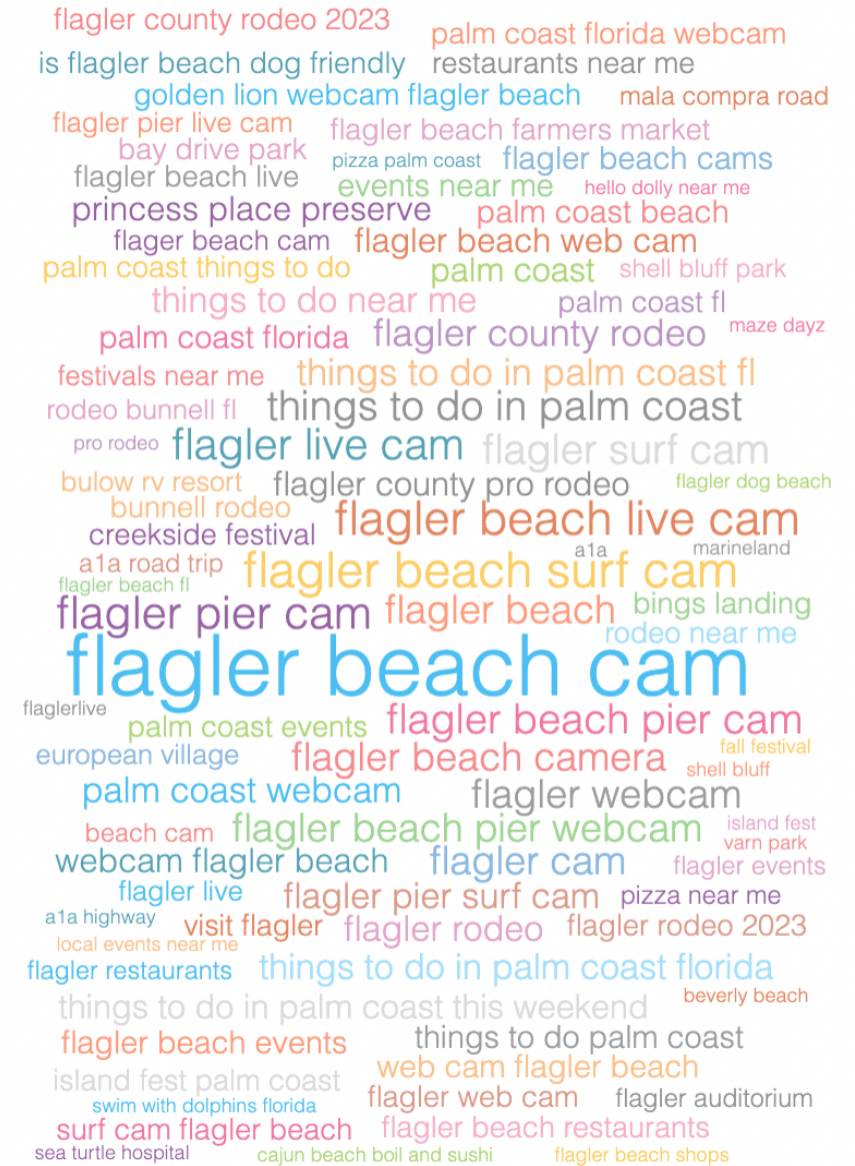 flagler county rodeo 2023
palm coast florida webcam
is flagler beach dog friendly
restaurants near me
golden lion webcam flagler beach
mala compra road
flagler pier live cam
flagler beach farmers market
bay drive park
pizza palm coast
flagler beach cams
flagler beach live
events near me
hello dolly near me
princess place preserve
palm coast beach
flager beach cam
flagler beach web cam
palm coast things to do
palm coast
shell bluff park
things to do near me
palm coast fl
palm coast florida
flagler county rodeo
maze dayz
festivals near me
things to do in palm coast fl
rodeo bunnell fl
things to do in palm coast
pro rodeo
flagler live cam
flagler surf cam
bulow rv resort
flagler county pro rodeo
flagler dog beach
bunnell rodeo
flagler beach live cam
creekside festival
a1a
marineland
a1a road trip
flagler beach surf cam
flagler beach fl
flagler pier cam
flagler beach
bings landing
rodeo near me
flagler beach cam
flaglerlive
palm coast events
flagler beach pier cam
european village
flagler beach camera
fall festival
shell bluff
palm coast webcam
flagler webcam
beach cam
flagler beach pier webcam
island fest
varn park
webcam flagler beach
flagler cam
flagler events
flagler live
flagler pier surf cam
pizza near me
a1a highway
visit flagler
flagler rodeo
flagler rodeo 2023
local events near me
flagler restaurants
things to do in palm coast florida
things to do in palm coast this weekend
beverly beach
flagler beach events
things to do palm coast
web cam flagler beach
island fest palm coast
swim with dolphins florida
flagler web cam
flagler auditorium
surf cam flagler beach
flagler beach restaurants
sea turtle hospital
cajun beach boil and sushi
flagler beach shops